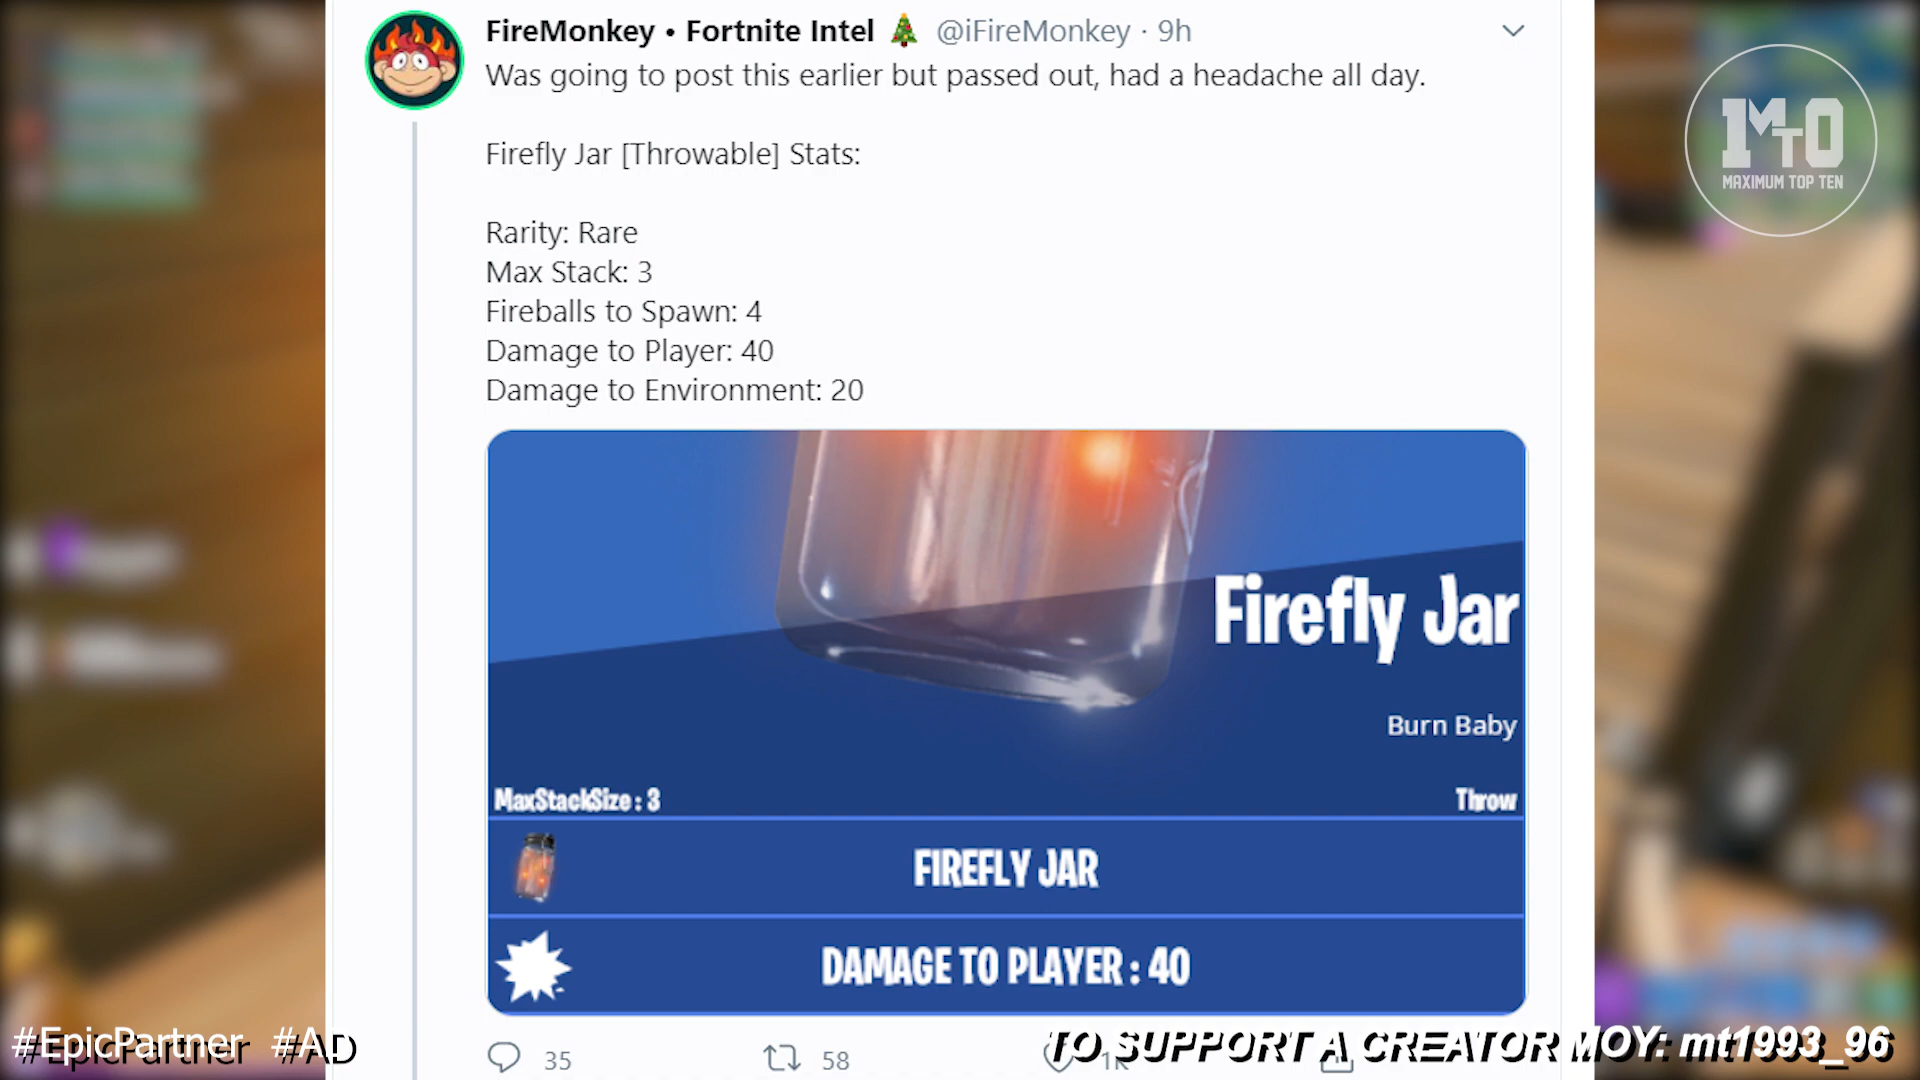 FireMonkey • Fortnite Intel 🎄 @iFireMonkey · 9h
Was going to post this earlier but passed out, had a headache all day.
Firefly Jar [Throwable] Stats:
Rarity: Rare
Max Stack: 3
Fireballs to Spawn: 4
Damage to Player: 40
Damage to Environment: 20
1MTO
MAXIMUM TOP TEN
Firefly Jar
Burn Baby
MaxStackSize : 3
Throw
FIREFLY JAR
DAMAGE TO PLAYER : 40
#EpicPartner #AD
TO SUPPORT A CREATOR MOY: mt1993_96
35
58
1K